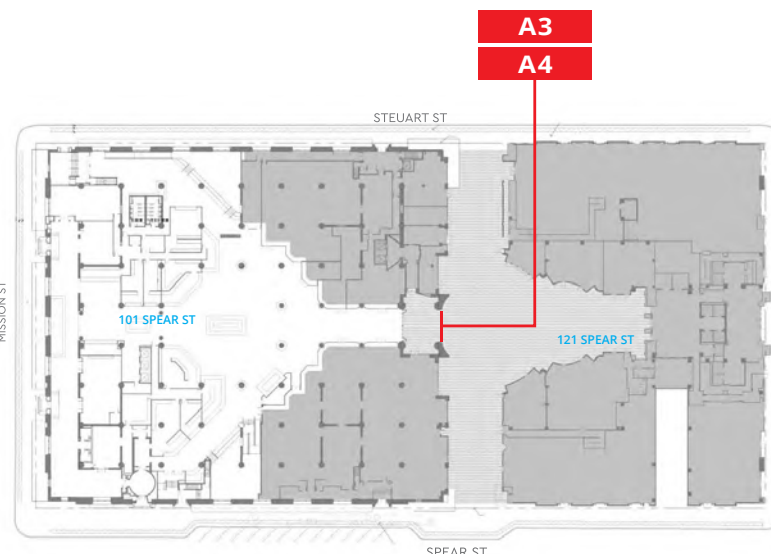 A3
A4
STEUART ST
MISSION ST
101 SPEAR ST
121 SPEAR ST
SPEAR ST